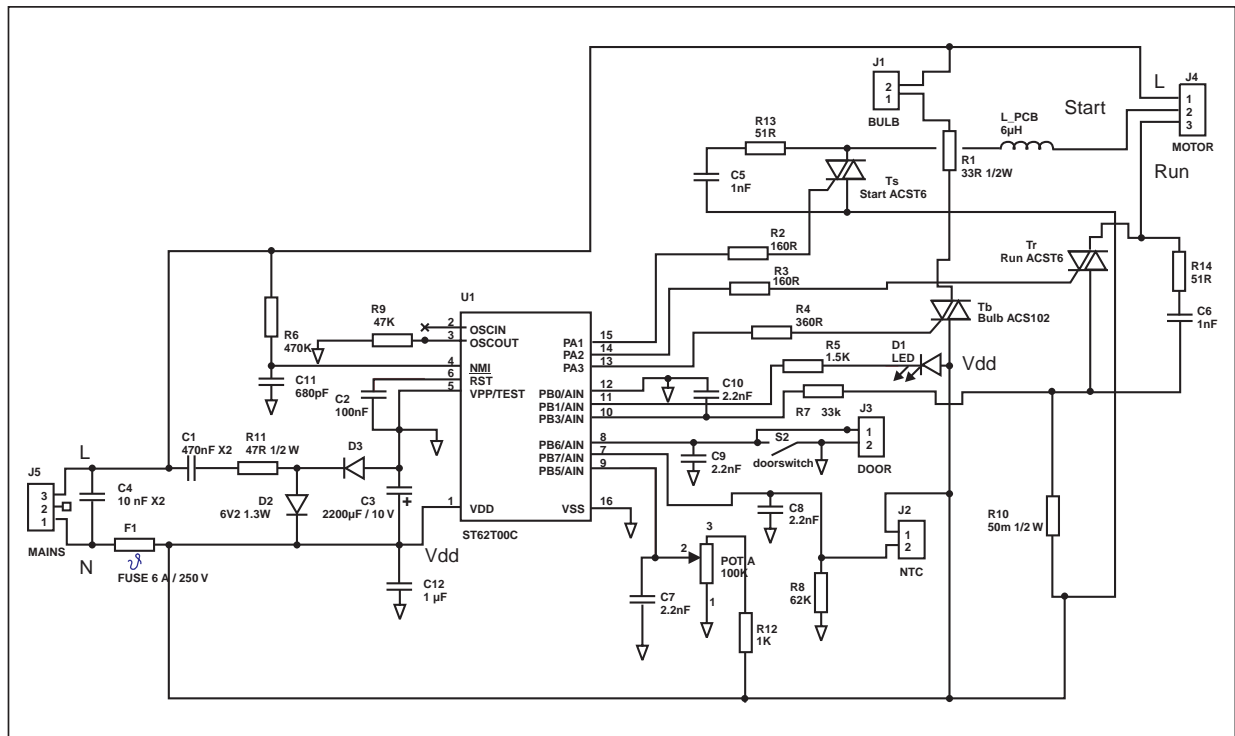 J1
2
1
BULB
L
J4
1
2
3
MOTOR
Start
Run
L_PCB
6µH
R13
51R
C5
1nF
Ts
Start ACST6
R1
33R 1/2W
R2
160R
R3
160R
Tr
Run ACST6
R14
51R
C6
1nF
R4
360R
Tb
Bulb ACS102
R5
1.5K
D1
LED
Vdd
U1
R9
47K
R6
470K
C11
680pF
C2
100nF
2
3
4
6
5
1
OSCIN
OSCOUT
NMI
RST
VPP/TEST
VDD
ST62T00C
PA1
PA2
PA3
PB0/AIN
PB1/AIN
PB3/AIN
PB6/AIN
PB7/AIN
PB5/AIN
VSS
15
14
13
12
11
10
8
7
9
16
C10
2.2nF
R7 33k
J3
1
2
DOOR
S2
doorswitch
C9
2.2nF
C8
2.2nF
J2
1
2
NTC
R10
50m 1/2 W
R8
62K
3
2
POT A
100K
1
C7
2.2nF
R12
1K
L
C1
470nF X2
R11
47R 1/2 W
D3
J5
3
2
1
MAINS
C4
10 nF X2
D2
6V2 1.3W
C3
2200µF / 10 V
Vdd
N
F1
FUSE 6 A / 250 V
C12
1 µF